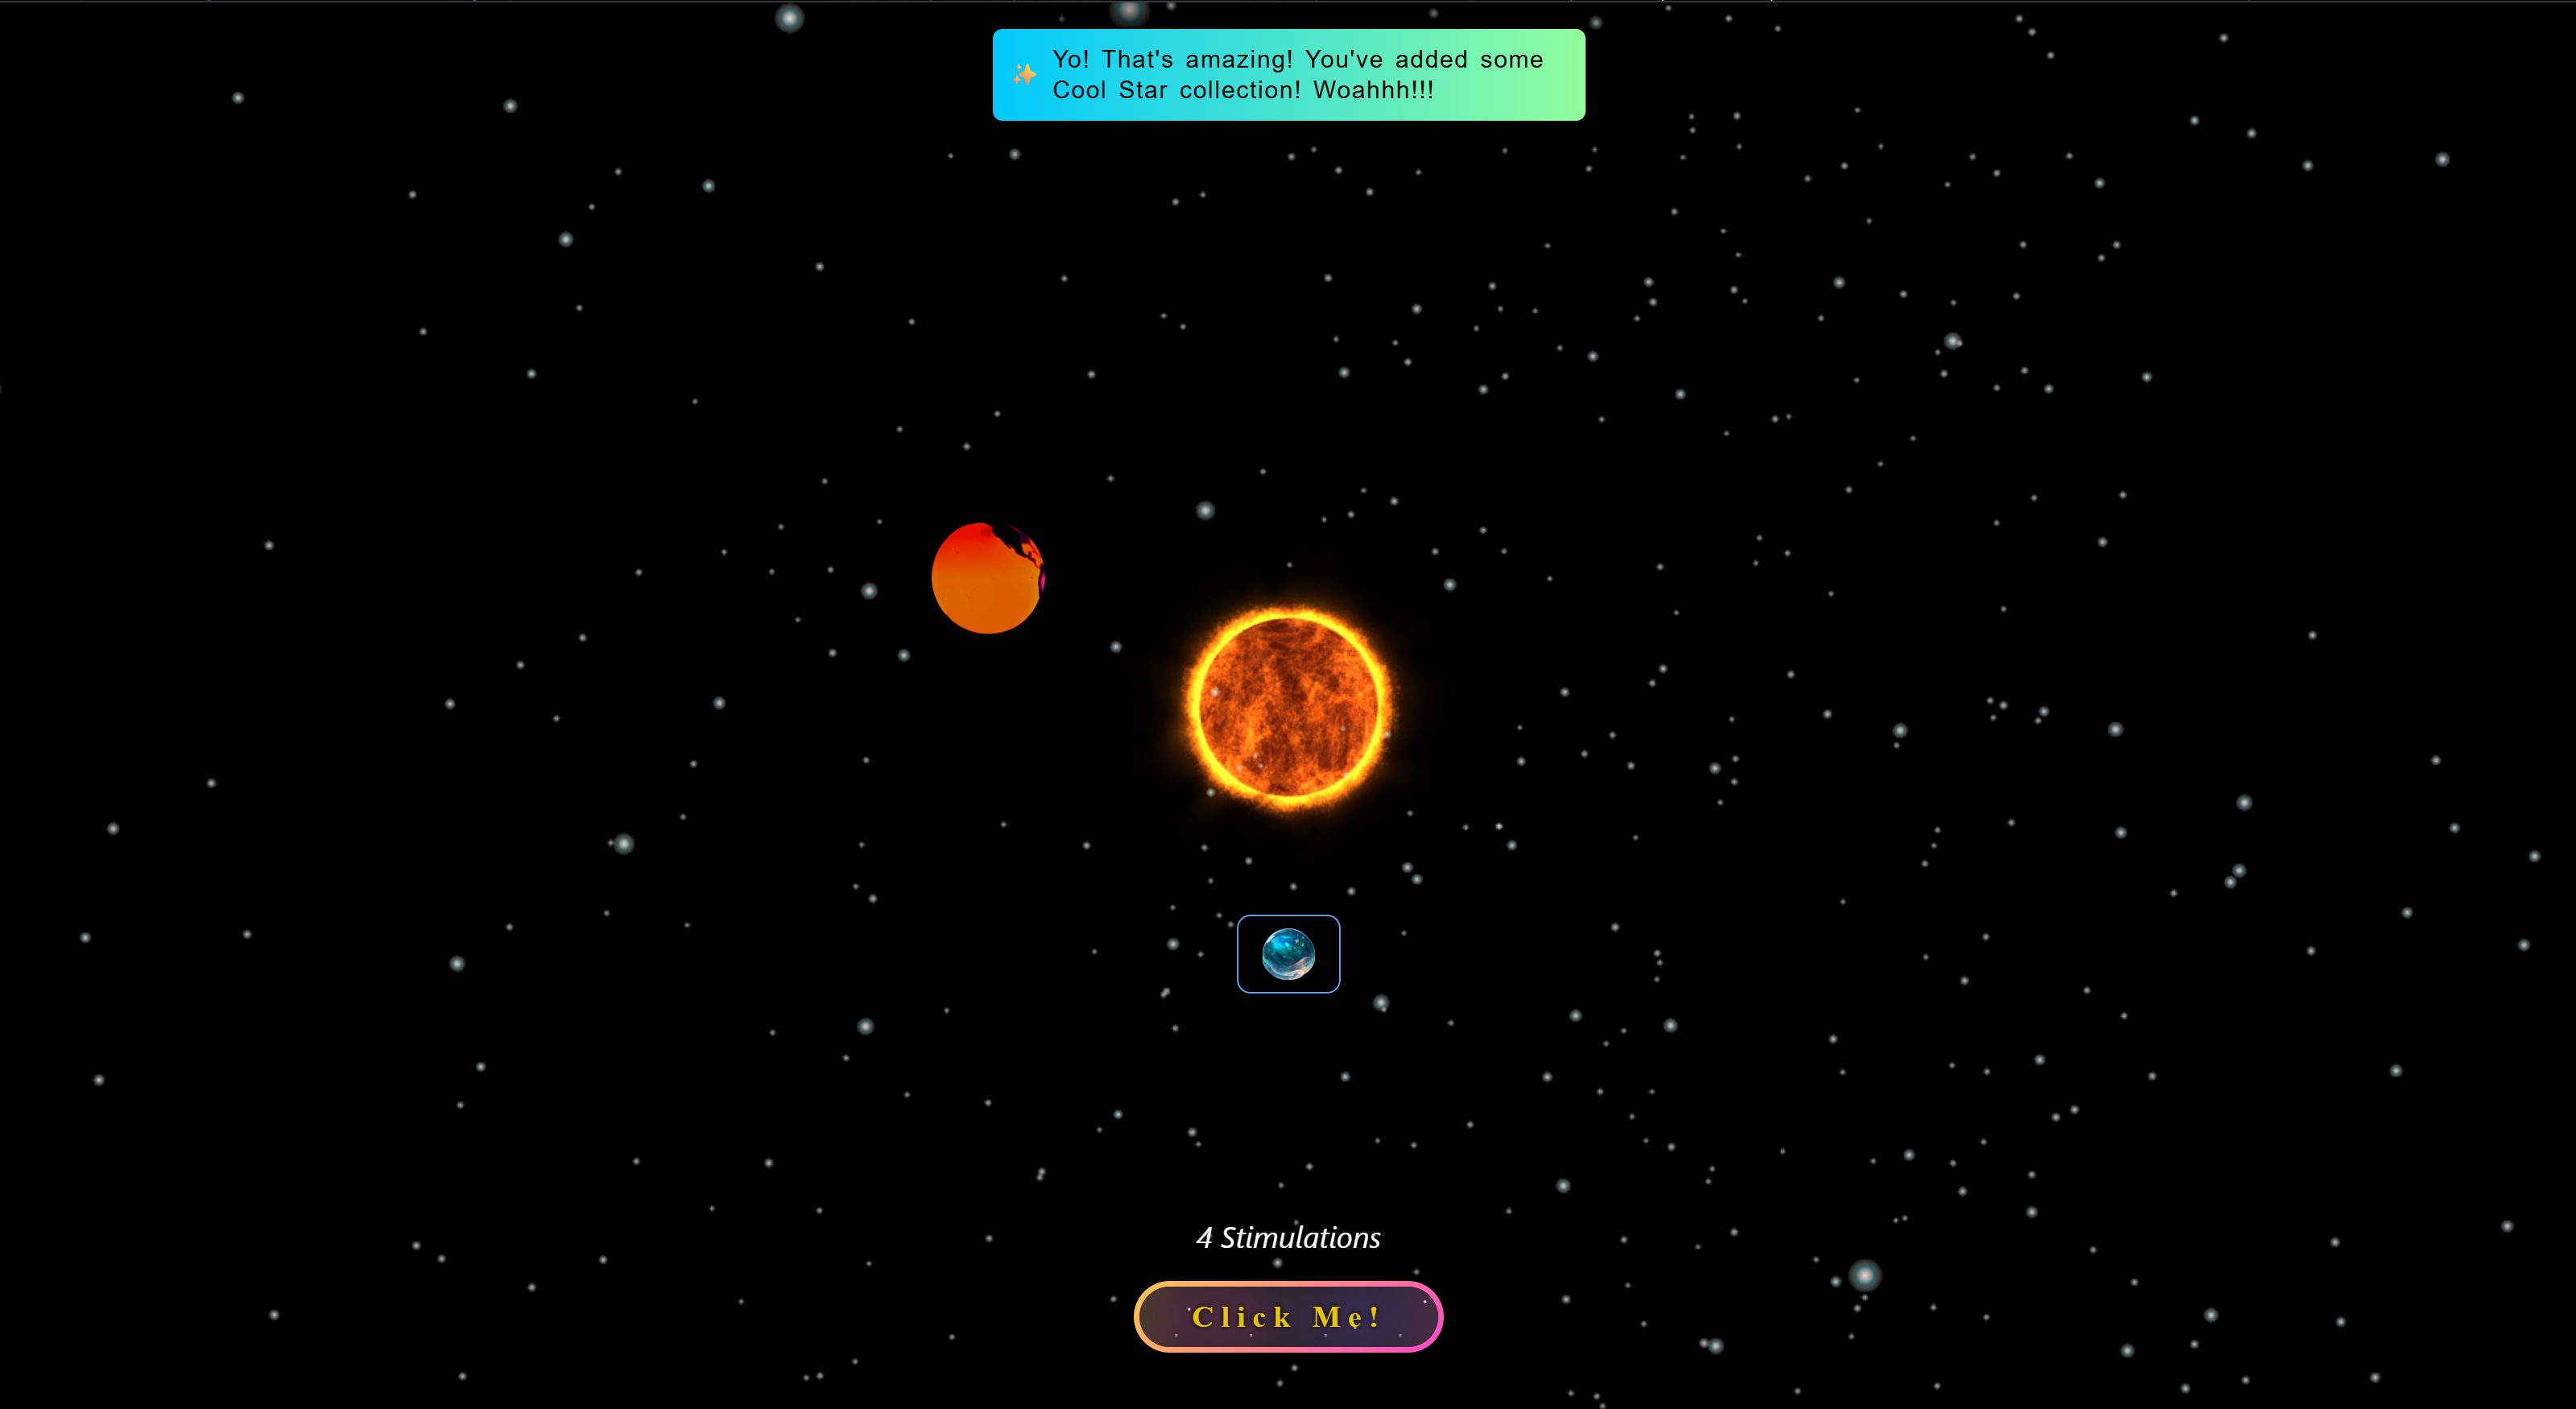 Yo! That's amazing! You've added some
Cool Star collection! Woahhh!!!
4 Stimulations
Click Me!